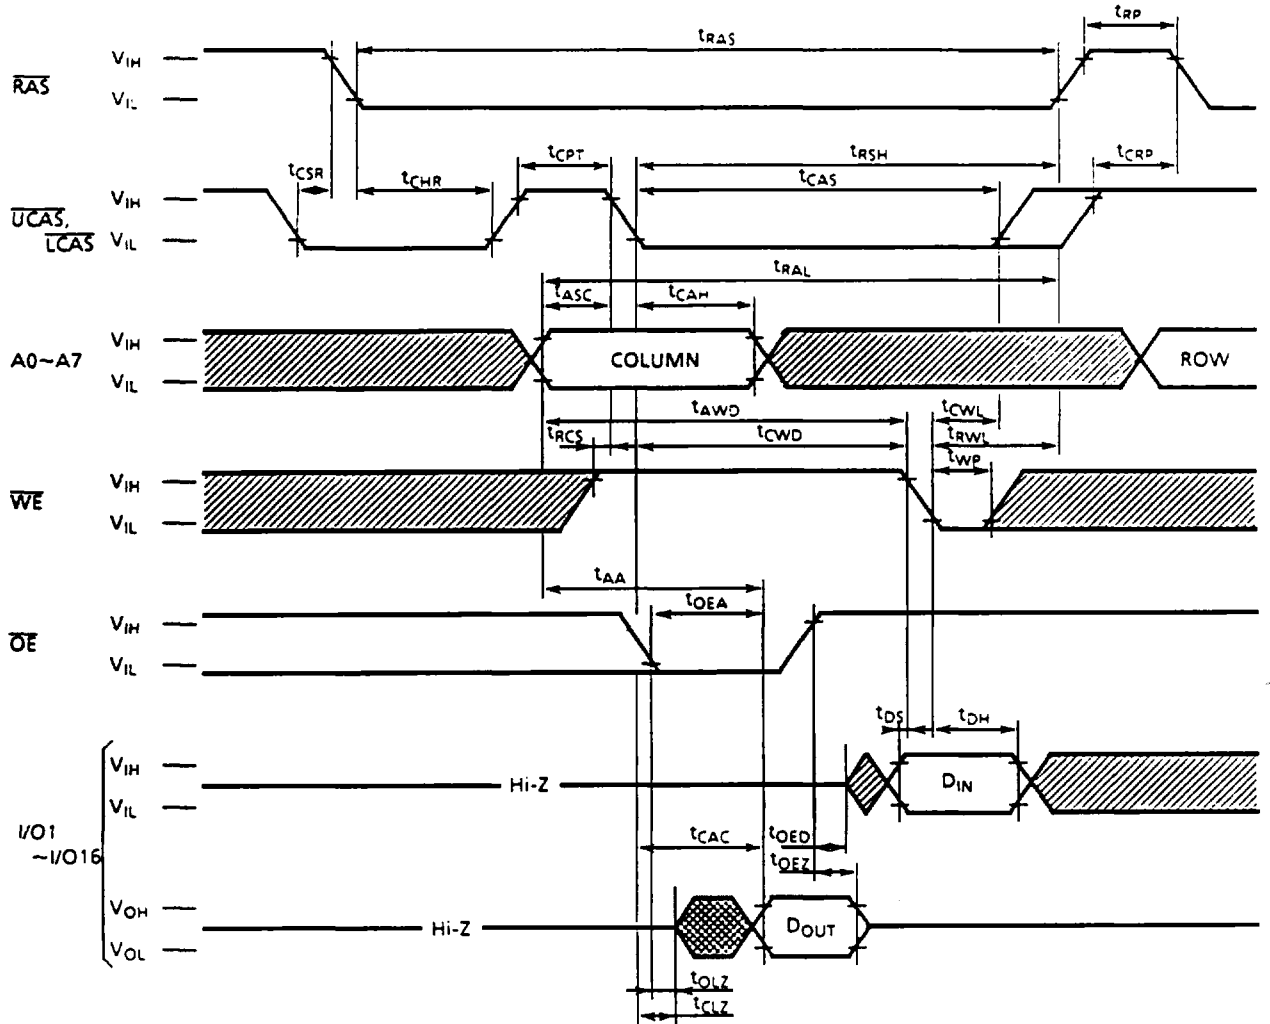 tRP
tRAS
RAS
VIH
VIL
tCPT
tRSH
tCRP
tCSR
tCHR
tCAS
UCAS,
LCAS
VIH
VIL
tRAL
tASC
tCAH
A0~A7
VIH
VIL
COLUMN
ROW
tAWD
tCWL
tRCS
tCWD
tRWL
tWP
WE
VIH
VIL
tAA
tOEA
OE
VIH
VIL
tDS
tDH
VIH
VIL
Hi-Z
DIN
I/O1
~I/O16
tCAC
tOED
tOEZ
VOH
VOL
Hi-Z
DOUT
tOLZ
tCLZ